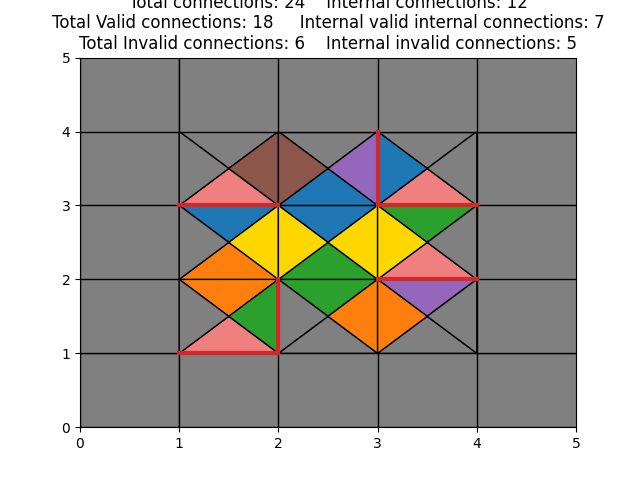 Total connections: 24    Internal connections: 12
Total Valid connections: 18    Internal valid internal connections: 7
Total Invalid connections: 6    Internal invalid connections: 5
5
4
3
2
1
0
0 1 2 3 4 5